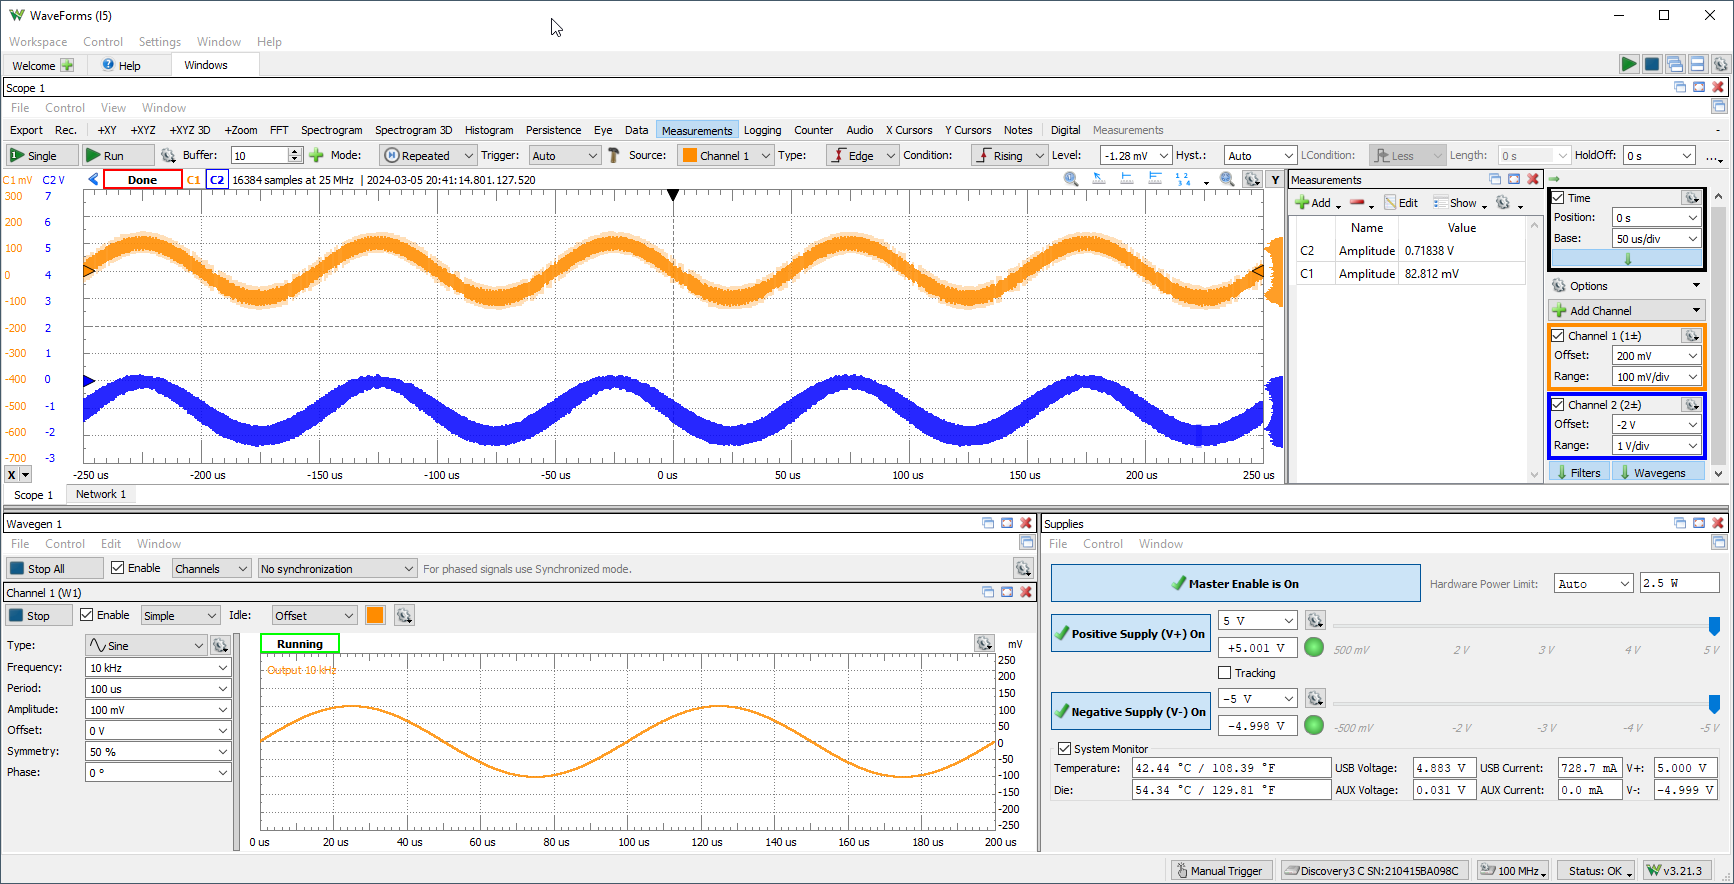 WaveForms (I5)
Workspace Control Settings Window Help
Welcome Help Windows
Scope 1
File Control View Window
Export Rec. +XY +XYZ +XYZ 3D +Zoom FFT Spectrogram Spectrogram 3D Histogram Persistence Eye Data Measurements Logging Counter Audio X Cursors Y Cursors Notes Digital Measurements
Single Run Buffer: 10 Mode: Repeated Trigger: Auto Source: Channel 1 Type: Edge Condition: Rising Level: -1.28 mV Hyst.: Auto LCondition: Less Length: 0 s HoldOff: 0 s ...
C1 mV C2 V Done C1 C2 16384 samples at 25 MHz | 2024-03-05 20:41:14.801.127.520 Y
300 7
200 6
100 5
0 4
-100 3
-200 2
-300 1
-400 0
-500 -1
-600 -2
-700 -3
X -250 us -200 us -150 us -100 us -50 us 0 us 50 us 100 us 150 us 200 us 250 us
Scope 1 Network 1
Measurements
Add Edit Show
Name Value
C2 Amplitude 0.71838 V
C1 Amplitude 82.812 mV
Time
Position: 0 s
Base: 50 us/div
Options
Add Channel
Channel 1 (1±)
Offset: 200 mV
Range: 100 mV/div
Channel 2 (2±)
Offset: -2 V
Range: 1 V/div
Filters Wavegens
Wavegen 1
File Control Edit Window
Stop All Enable Channels No synchronization For phased signals use Synchronized mode.
Channel 1 (W1)
Stop Enable Simple Idle: Offset
Type: Sine
Frequency: 10 kHz
Period: 100 us
Amplitude: 100 mV
Offset: 0 V
Symmetry: 50 %
Phase: 0 °
Running mV
Output 10 kHz
250
200
150
100
50
0
-50
-100
-150
-200
-250
0 us 20 us 40 us 60 us 80 us 100 us 120 us 140 us 160 us 180 us 200 us
Supplies
File Control Window
Master Enable is On Hardware Power Limit: Auto 2.5 W
Positive Supply (V+) On 5 V
+5.001 V 500 mV 2 V 3 V 4 V 5 V
Tracking
Negative Supply (V-) On -5 V
-4.998 V -500 mV -2 V -3 V -4 V -5 V
System Monitor
Temperature: 42.44 °C / 108.39 °F USB Voltage: 4.883 V USB Current: 728.7 mA V+: 5.000 V
Die: 54.34 °C / 129.81 °F AUX Voltage: 0.031 V AUX Current: 0.0 mA V-: -4.999 V
Manual Trigger Discovery3 C SN:210415BA098C 100 MHz Status: OK v3.21.3